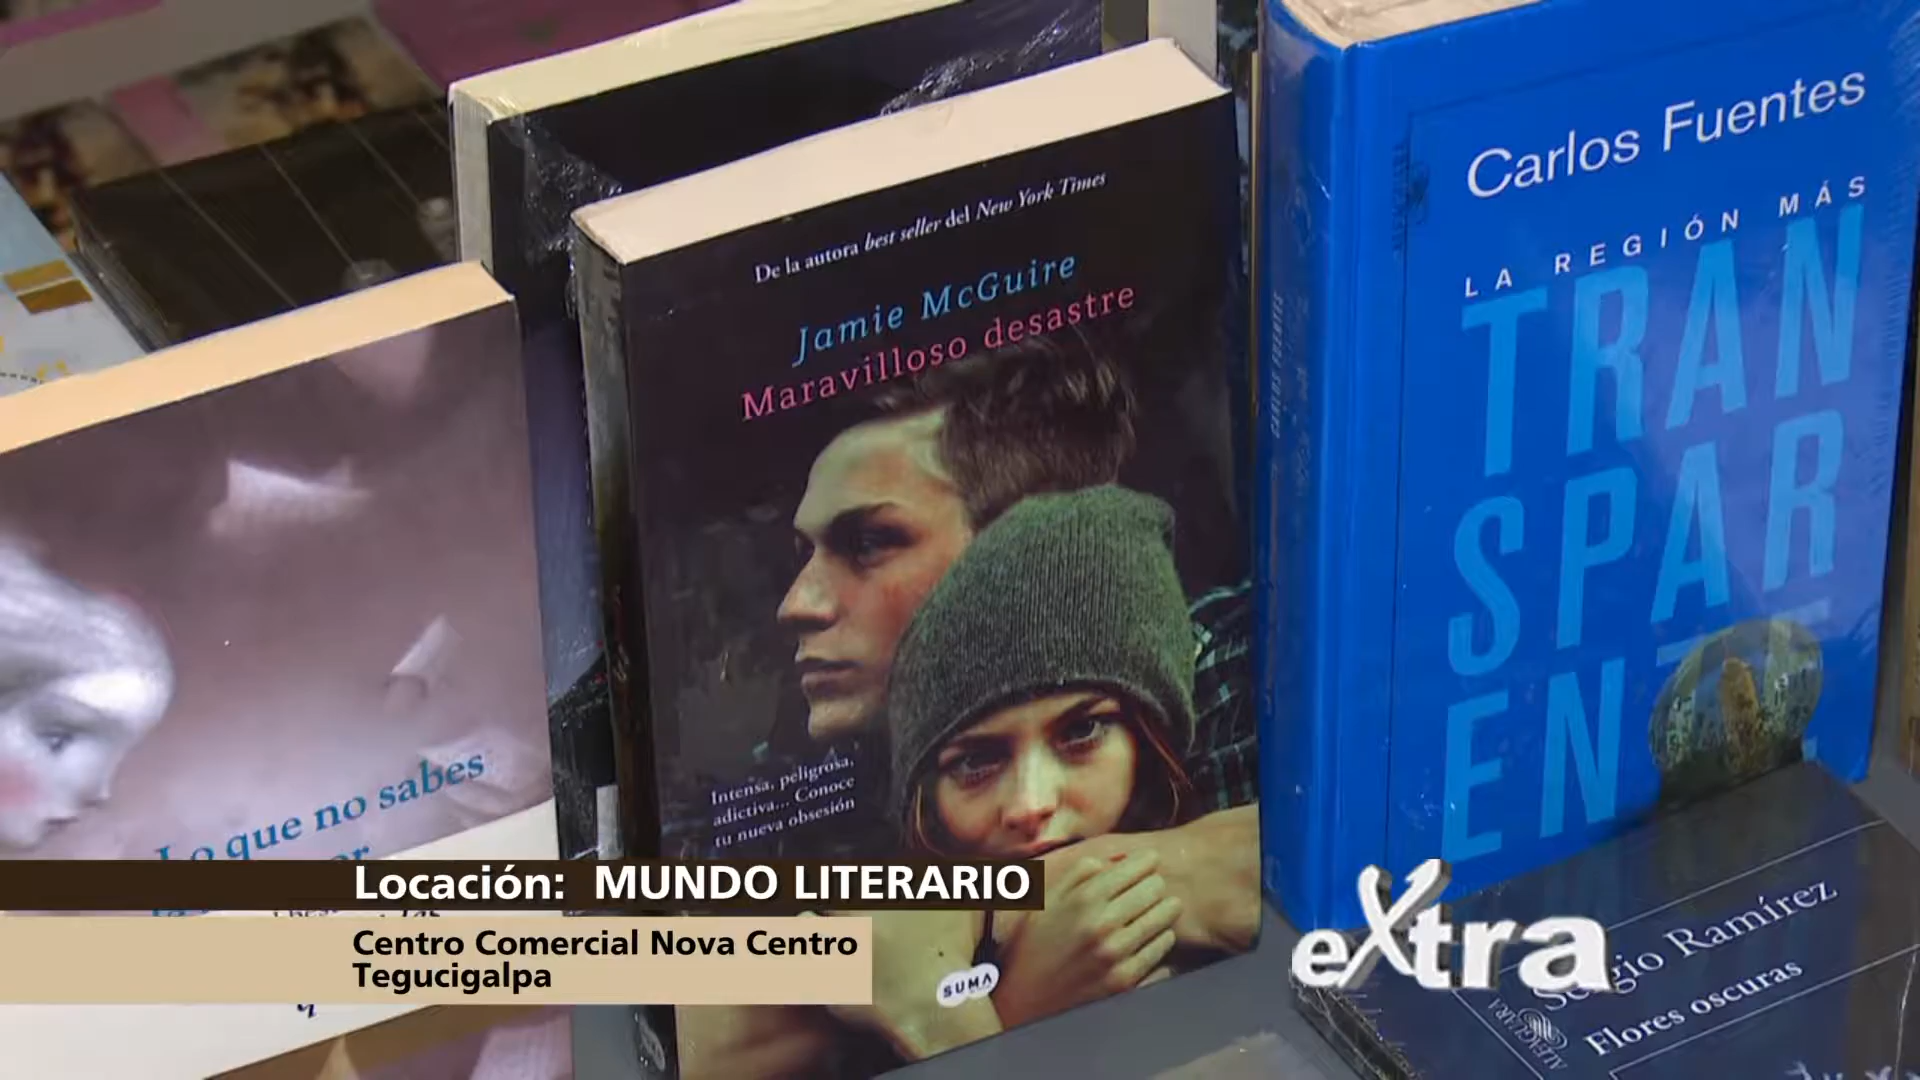 De la autora best seller del New York Times
Jamie McGuire
Maravilloso desastre
Intensa, peligrosa,
adictiva... Conoce
tu nueva obsesión
SUMA
Carlos Fuentes
LA REGIÓN MÁS
TRAN
SPAR
EN
CARLOS FUENTES
Lo que no sabes
Sergio Ramírez
Flores oscuras
ALFAGUARA
Locación: MUNDO LITERARIO
Centro Comercial Nova Centro
Tegucigalpa
eXtra